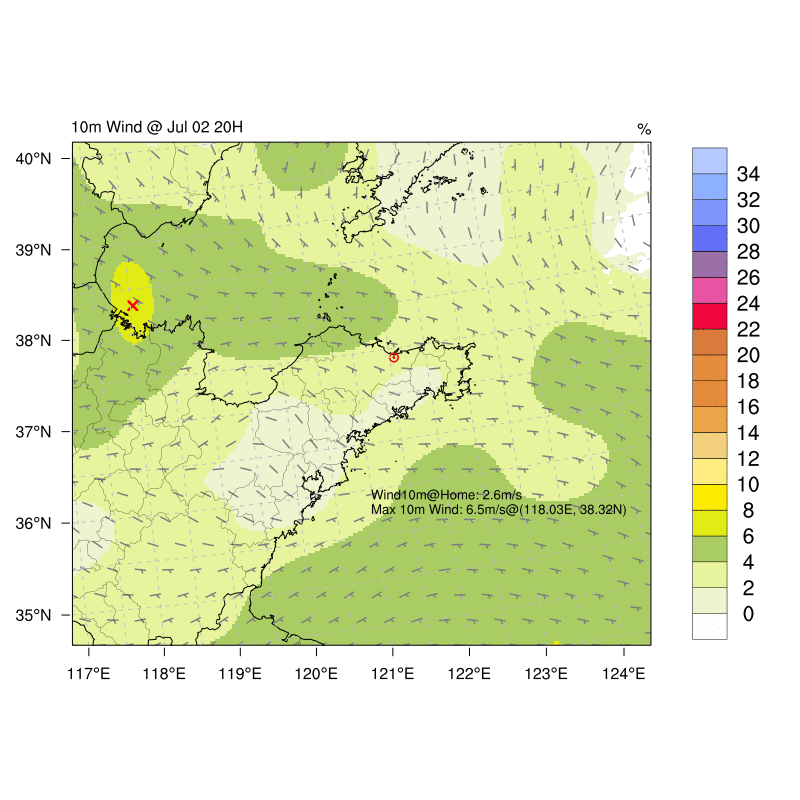 10m Wind @ Jul 02 20H
%
40°N
39°N
38°N
37°N
36°N
35°N
117°E 118°E 119°E 120°E 121°E 122°E 123°E 124°E
Wind10m@Home: 2.6m/s
Max 10m Wind: 6.5m/s@(118.03E, 38.32N)
34
32
30
28
26
24
22
20
18
16
14
12
10
8
6
4
2
0